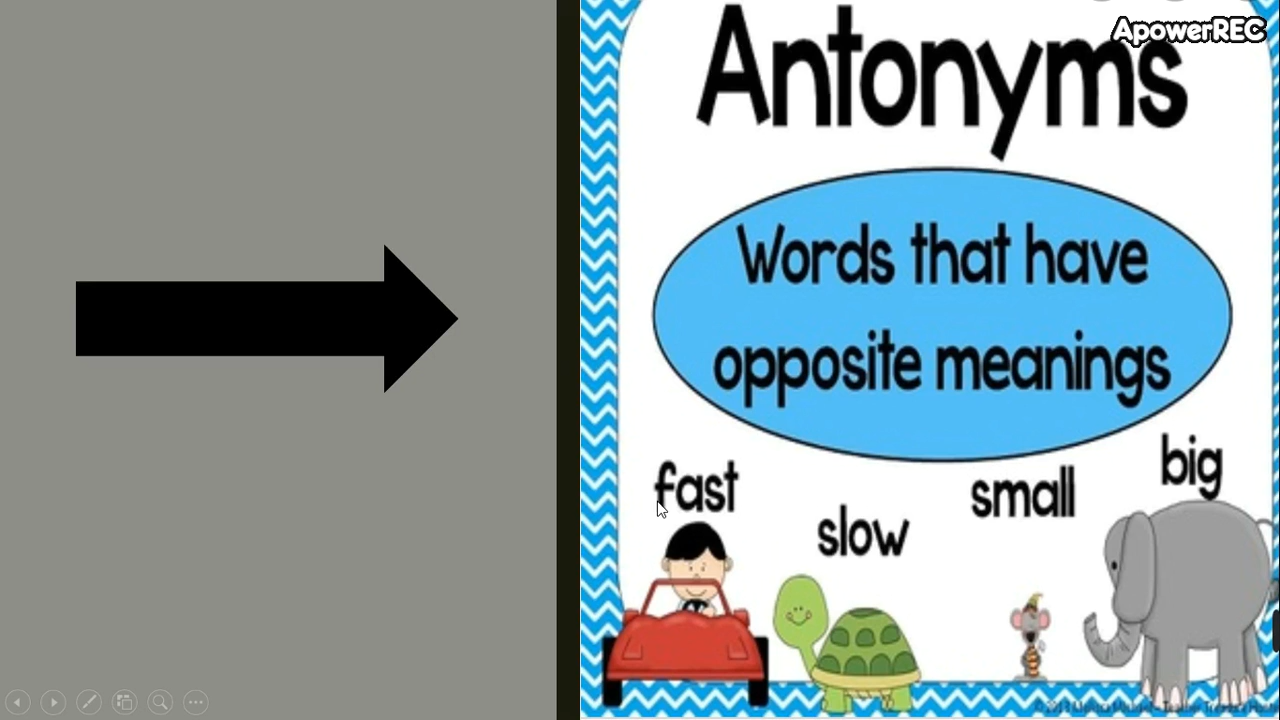 ApowerREC
Antonyms
Words that have
opposite meanings
big
fast
small
slow